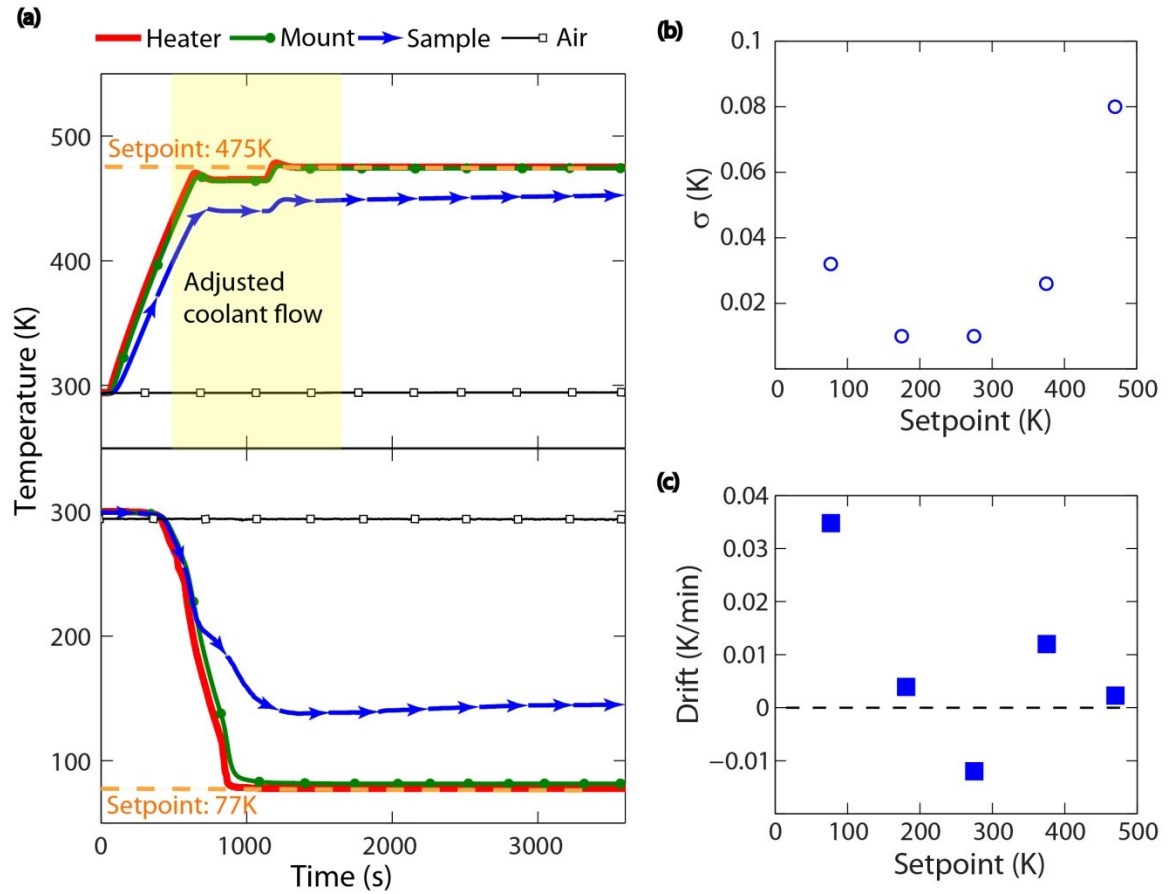 (a)
Heater Mount Sample Air
500
Setpoint: 475K
400
Adjusted
coolant flow
300
300
200
100
Setpoint: 77K
Temperature (K)
0 1000 2000 3000
Time (s)
(b)
0.1
0.08
0.06
0.04
0.02
σ (K)
0 100 200 300 400 500
Setpoint (K)
(c)
0.04
0.03
0.02
0.01
0
−0.01
Drift (K/min)
0 100 200 300 400 500
Setpoint (K)